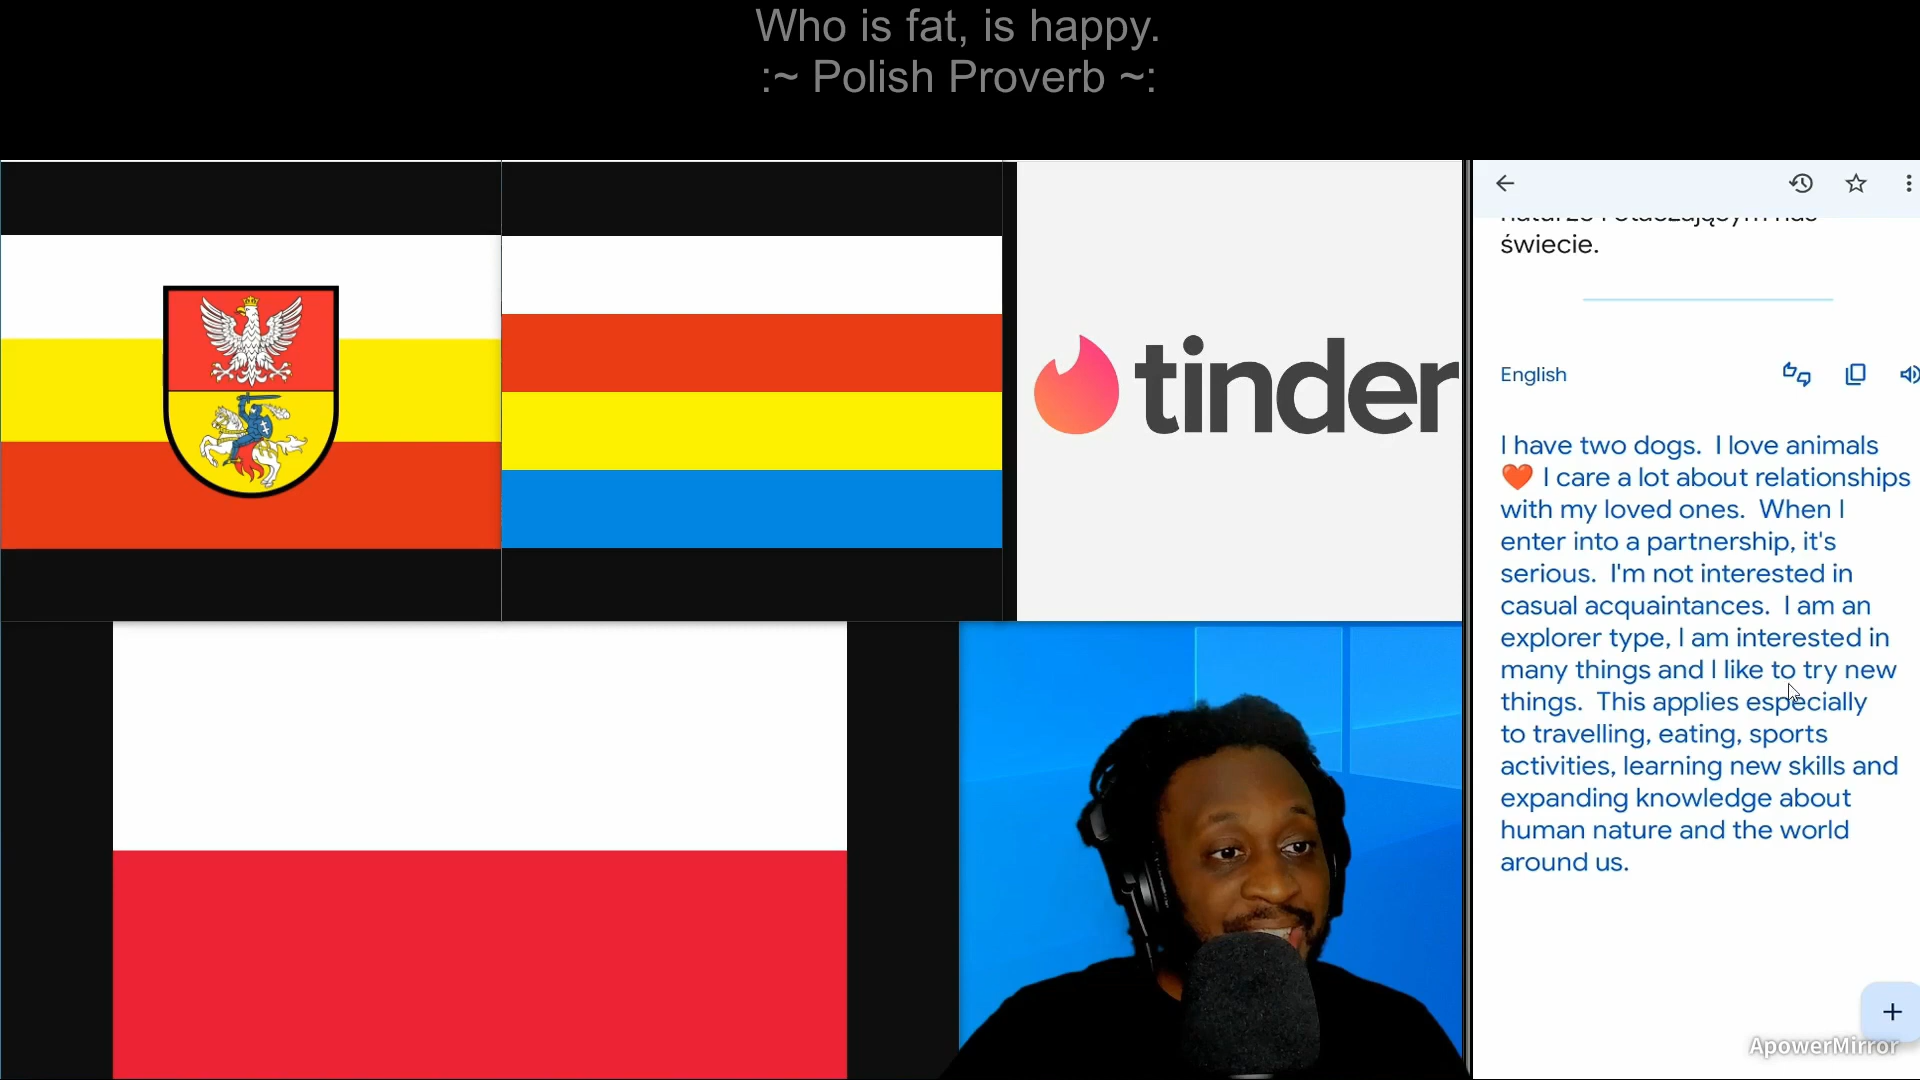 Who is fat, is happy.
:~ Polish Proverb ~:
tinder
świecie.
English
I have two dogs.  I love animals
❤️ I care a lot about relationships
with my loved ones.  When I
enter into a partnership, it's
serious.  I'm not interested in
casual acquaintances.  I am an
explorer type, I am interested in
many things and I like to try new
things.  This applies especially
to travelling, eating, sports
activities, learning new skills and
expanding knowledge about
human nature and the world
around us.
ApowerMirror